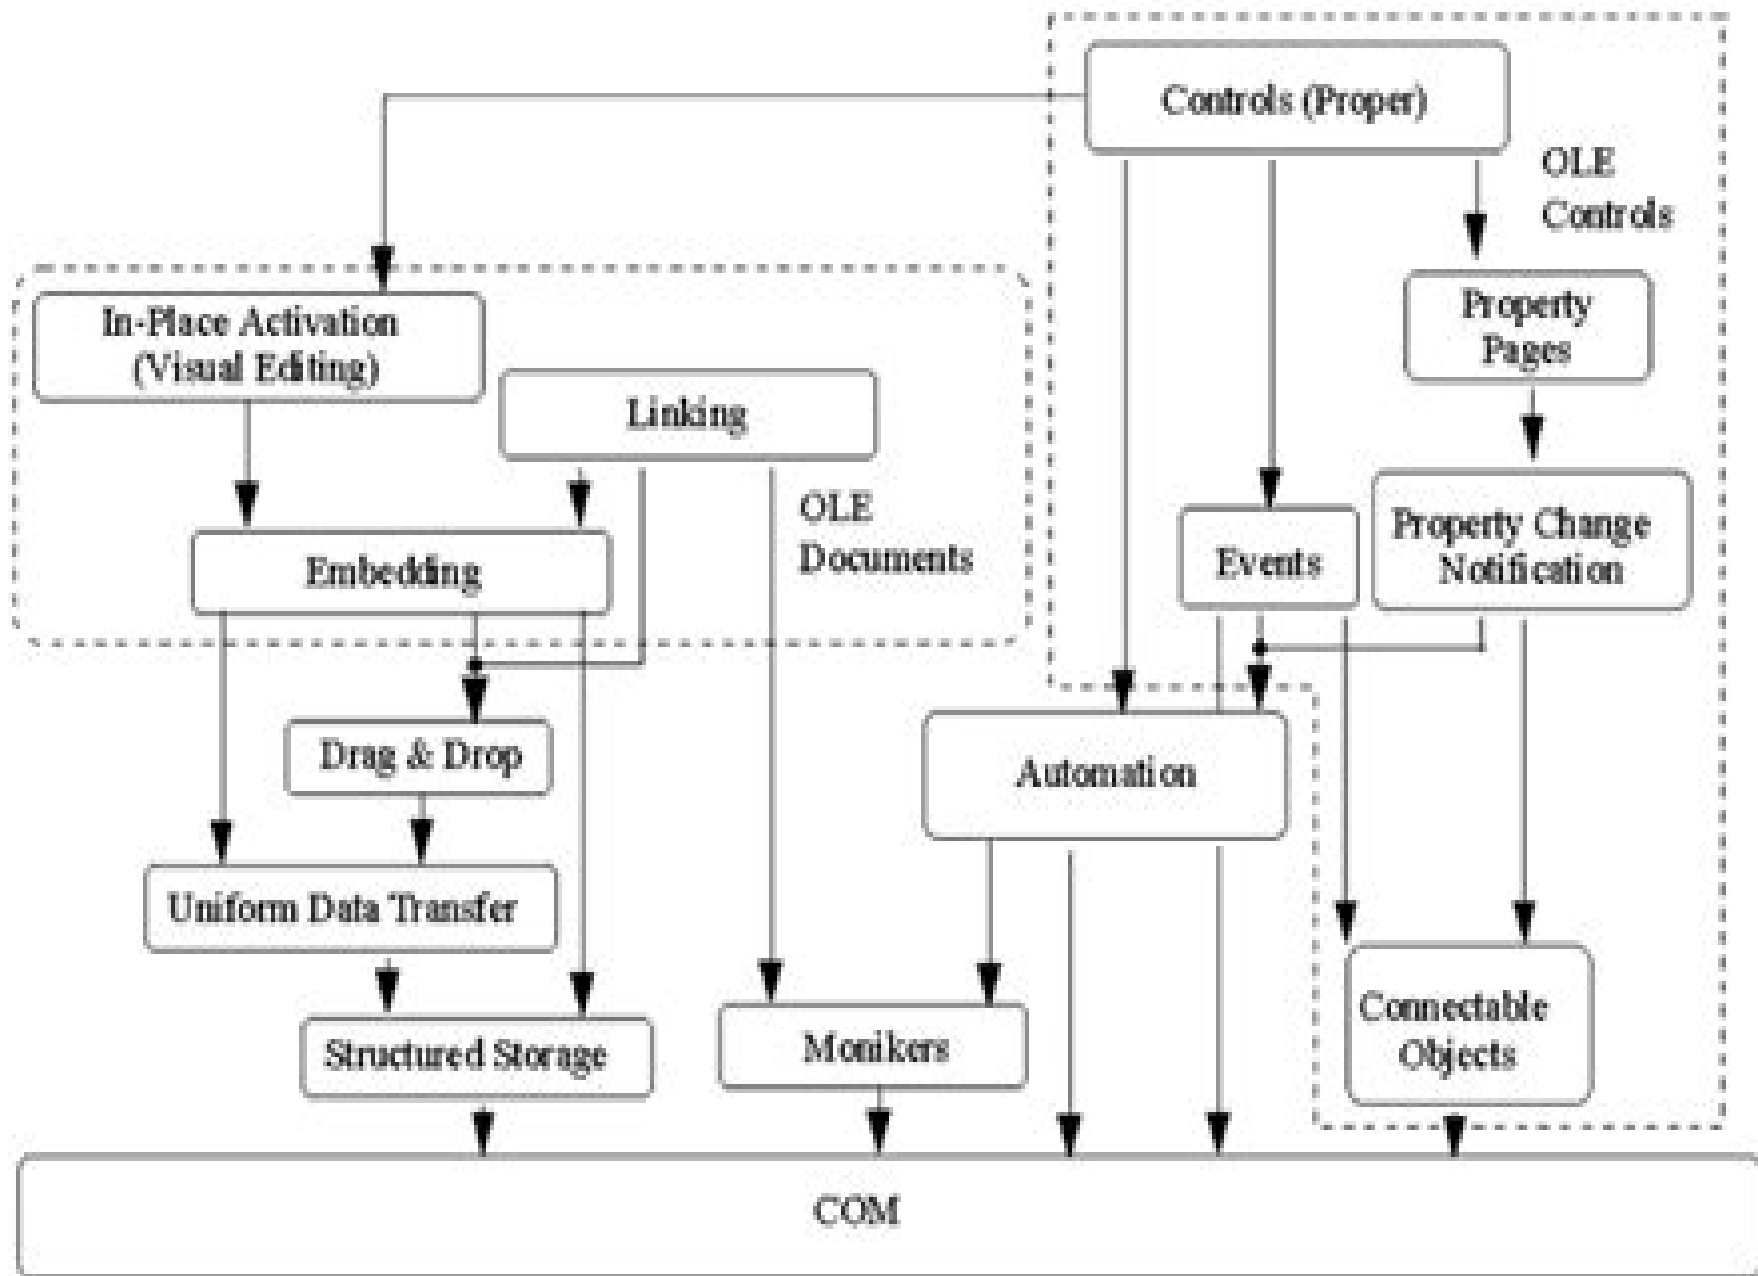 Controls (Proper)
OLE
Controls
In-Place Activation
(Visual Editing)
Property
Pages
Linking
OLE
Documents
Embedding
Events
Property Change
Notification
Drag & Drop
Automation
Uniform Data Transfer
Structured Storage
Monikers
Connectable
Objects
COM